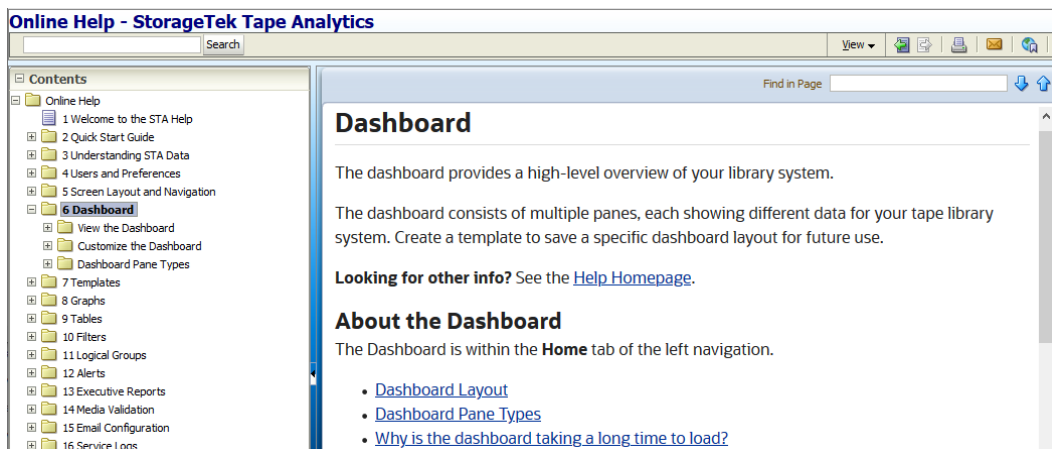 Online Help - StorageTek Tape Analytics
Search
View
Contents
Find in Page
Online Help
1 Welcome to the STA Help
2 Quick Start Guide
3 Understanding STA Data
4 Users and Preferences
5 Screen Layout and Navigation
6 Dashboard
View the Dashboard
Customize the Dashboard
Dashboard Pane Types
7 Templates
8 Graphs
9 Tables
10 Filters
11 Logical Groups
12 Alerts
13 Executive Reports
14 Media Validation
15 Email Configuration
16 Service Logs
Dashboard
The dashboard provides a high-level overview of your library system.
The dashboard consists of multiple panes, each showing different data for your tape library
system. Create a template to save a specific dashboard layout for future use.
Looking for other info? See the Help Homepage.
About the Dashboard
The Dashboard is within the Home tab of the left navigation.
• Dashboard Layout
• Dashboard Pane Types
• Why is the dashboard taking a long time to load?